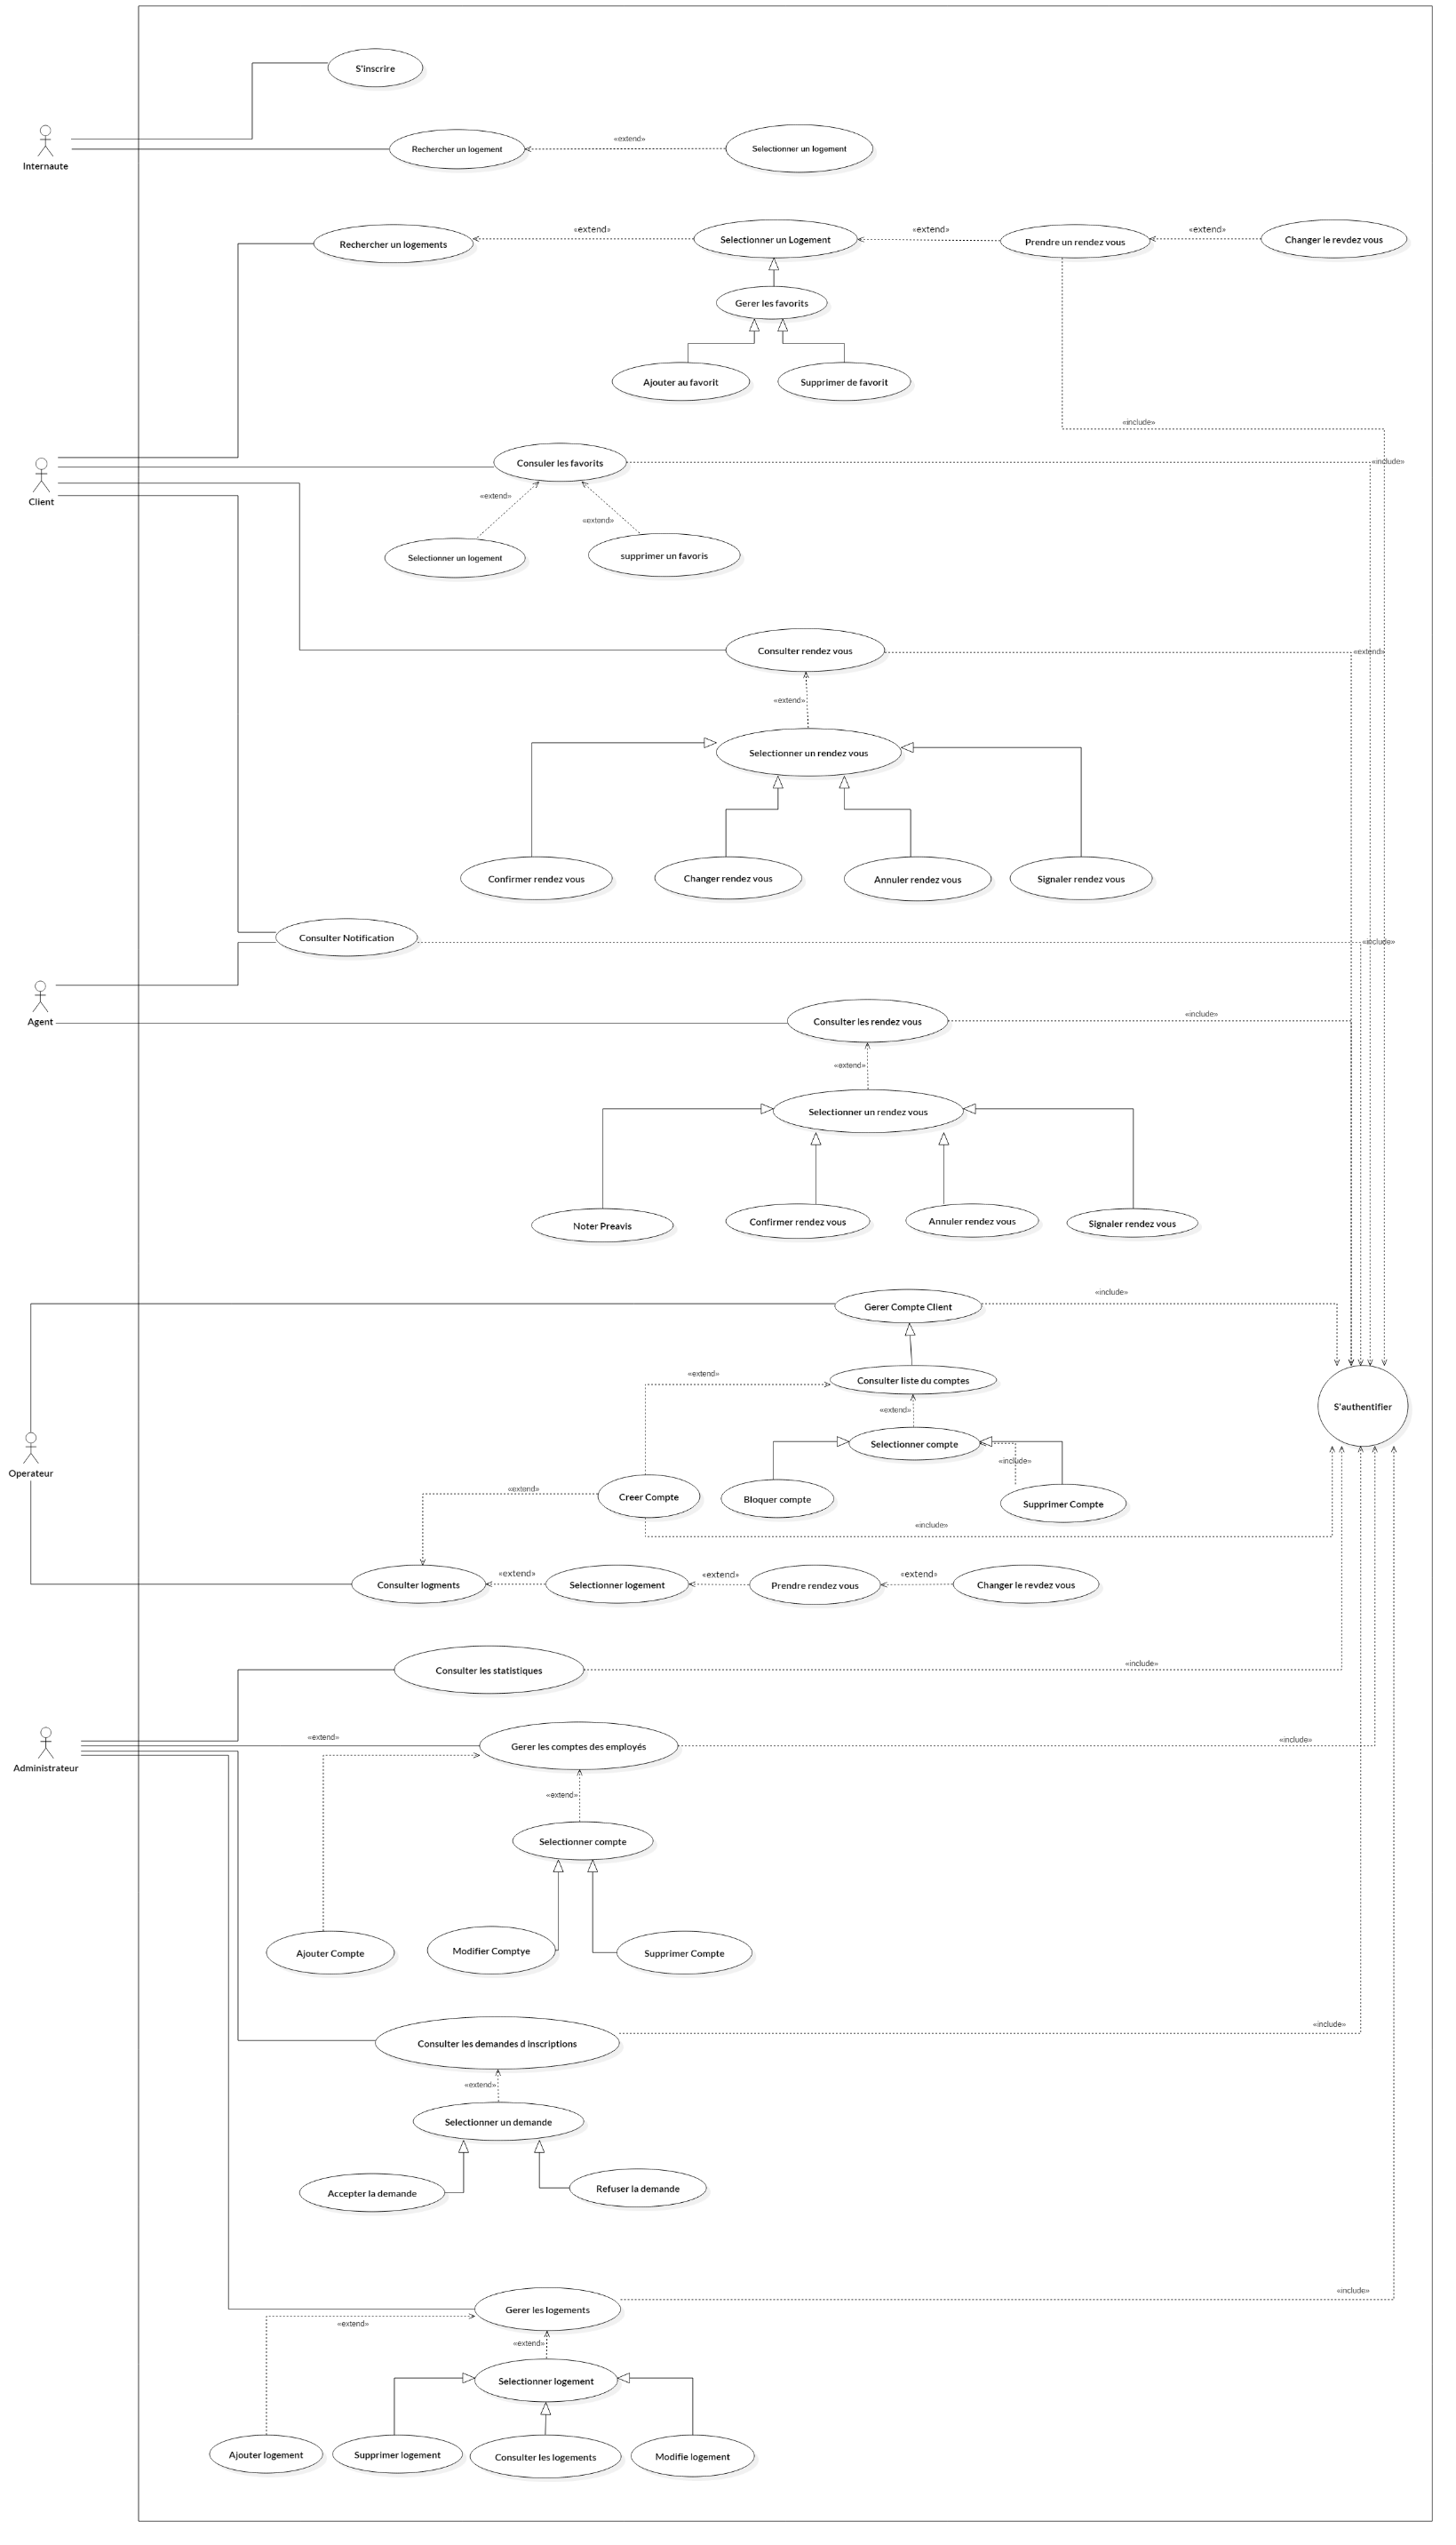 S'inscrire
Internaute
Rechercher un logement
«extend»
Selectionner un logement
Rechercher un logements
«extend»
Selectionner un Logement
«extend»
Prendre un rendez vous
«extend»
Changer le revdez vous
Gerer les favorits
Ajouter au favorit
Supprimer de favorit
«include»
Client
Consuler les favorits
«include»
«extend»
«extend»
Selectionner un logement
supprimer un favoris
Consulter rendez vous
«extend»
«extend»
Selectionner un rendez vous
Confirmer rendez vous
Changer rendez vous
Annuler rendez vous
Signaler rendez vous
Consulter Notification
«include»
Agent
Consulter les rendez vous
«include»
«extend»
Selectionner un rendez vous
Noter Preavis
Confirmer rendez vous
Annuler rendez vous
Signaler rendez vous
Gerer Compte Client
«include»
«extend»
Consulter liste du comptes
«extend»
S'authentifier
Selectionner compte
«include»
Operateur
«extend»
Creer Compte
Bloquer compte
Supprimer Compte
«include»
Consulter logments
«extend»
Selectionner logement
«extend»
Prendre rendez vous
«extend»
Changer le revdez vous
Consulter les statistiques
«include»
Administrateur
«extend»
Gerer les comptes des employés
«include»
«extend»
Selectionner compte
Ajouter Compte
Modifier Comptye
Supprimer Compte
Consulter les demandes d inscriptions
«include»
«extend»
Selectionner un demande
Accepter la demande
Refuser la demande
Gerer les logements
«include»
«extend»
«extend»
Selectionner logement
Ajouter logement
Supprimer logement
Consulter les logements
Modifie logement